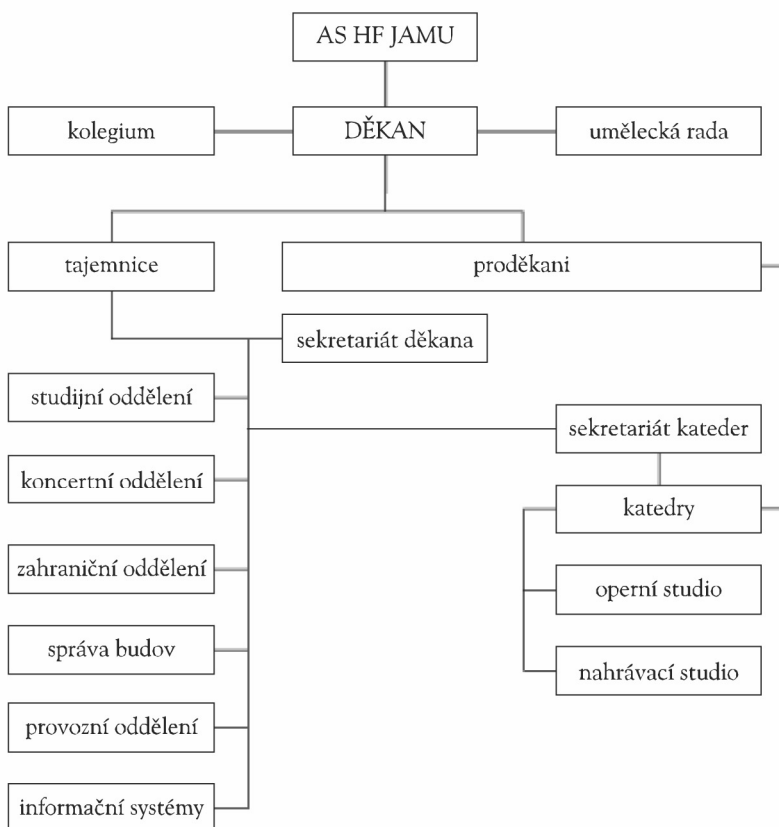 AS HF JAMU
kolegium
DĚKAN
umělecká rada
tajemnice
proděkani
sekretariát děkana
studijní oddělení
sekretariát kateder
koncertní oddělení
katedry
zahraniční oddělení
operní studio
správa budov
nahrávací studio
provozní oddělení
informační systémy